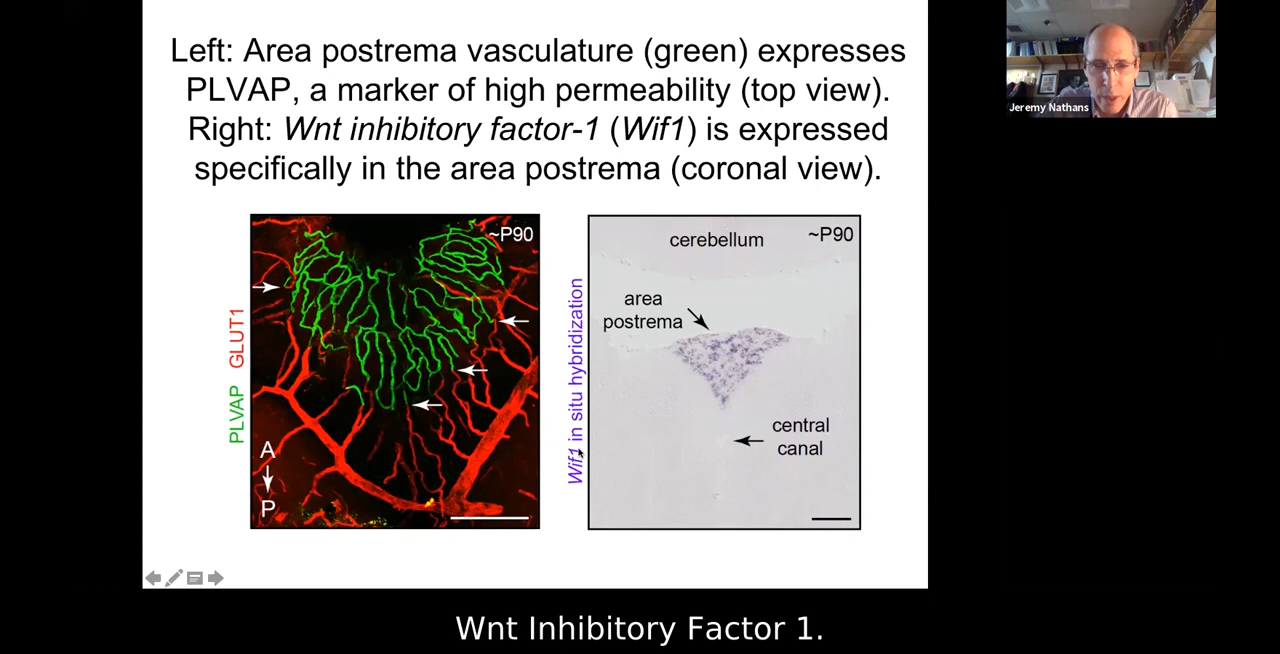 Left: Area postrema vasculature (green) expresses
PLVAP, a marker of high permeability (top view).
Right: Wnt inhibitory factor-1 (Wif1) is expressed
specifically in the area postrema (coronal view).
Jeremy Nathans
PLVAP GLUT1
~P90
A
P
Wif1 in situ hybridization
cerebellum
~P90
area
postrema
central
canal
Wnt Inhibitory Factor 1.